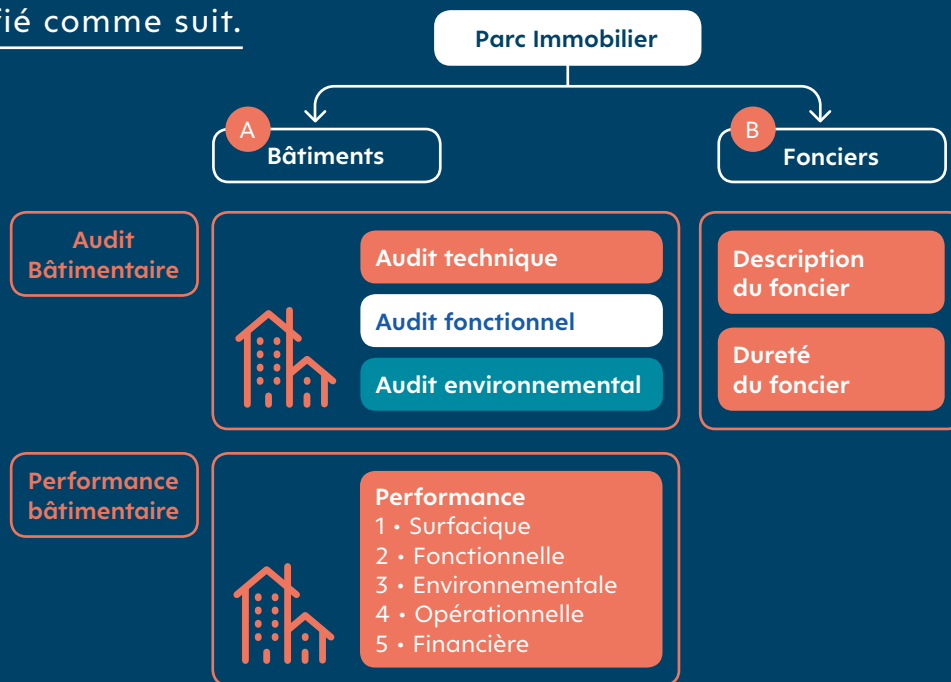 comme suit.
Parc Immobilier
A
Bâtiments
B
Fonciers
Audit
Bâtimentaire
Audit technique
Audit fonctionnel
Audit environnemental
Description
du foncier
Dureté
du foncier
Performance
bâtimentaire
Performance
1 • Surfacique
2 • Fonctionnelle
3 • Environnementale
4 • Opérationnelle
5 • Financière